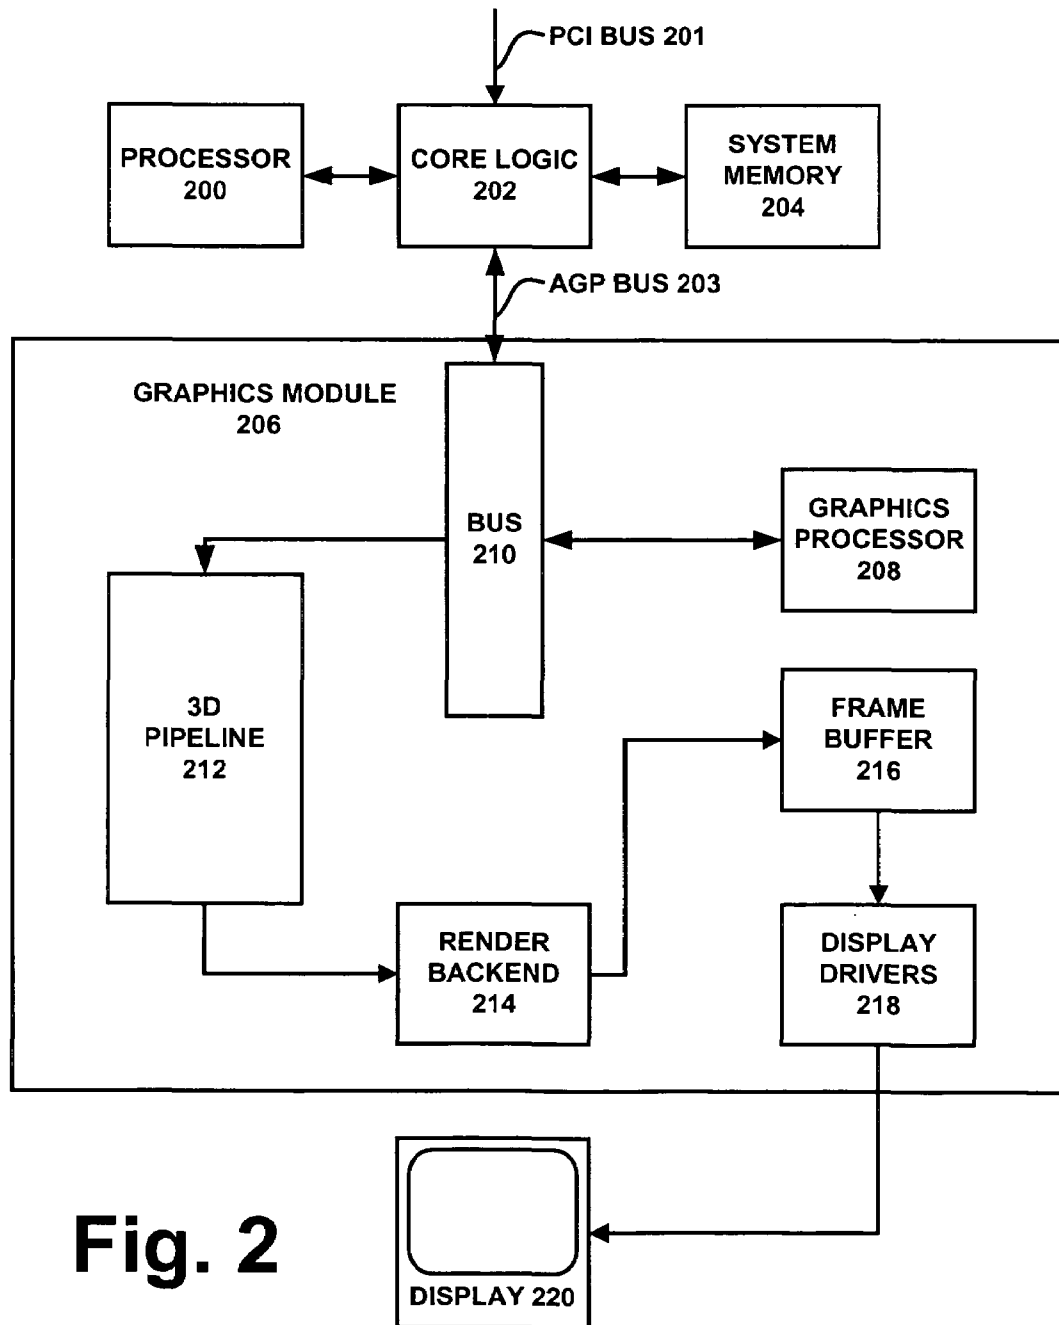 PCI BUS 201
PROCESSOR
200
CORE LOGIC
202
SYSTEM
MEMORY
204
AGP BUS 203
GRAPHICS MODULE
206
BUS
210
GRAPHICS
PROCESSOR
208
3D
PIPELINE
212
FRAME
BUFFER
216
RENDER
BACKEND
214
DISPLAY
DRIVERS
218
Fig. 2
DISPLAY 220